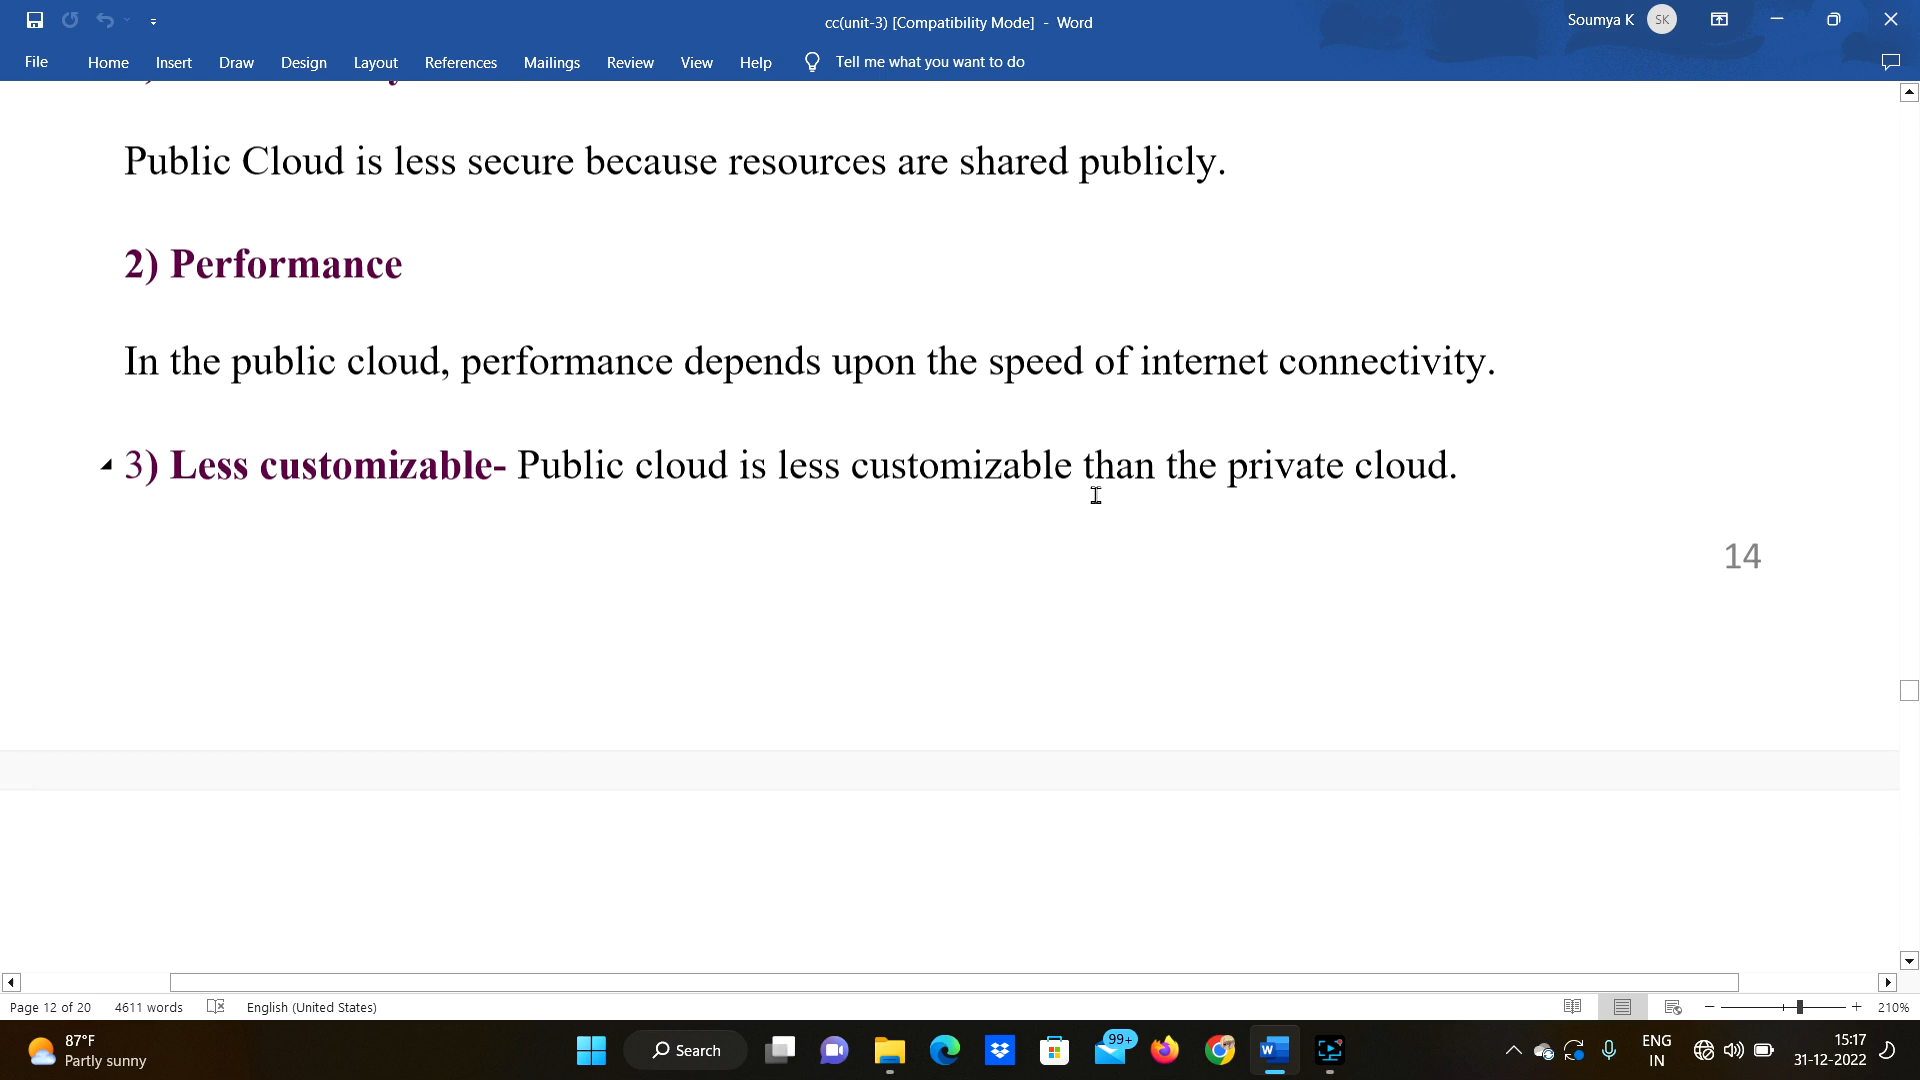 cc(unit-3) [Compatibility Mode] - Word
Soumya K
SK
File Home Insert Draw Design Layout References Mailings Review View Help Tell me what you want to do
Public Cloud is less secure because resources are shared publicly.
2) Performance
In the public cloud, performance depends upon the speed of internet connectivity.
3) Less customizable- Public cloud is less customizable than the private cloud.
14
Page 12 of 20 4611 words English (United States) 210%
87°F
Partly sunny
Search
99+
ENG
IN
15:17
31-12-2022